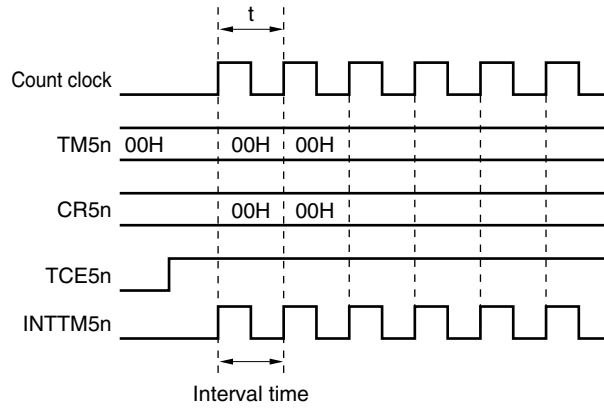 t
Count clock
TM5n 00H 00H 00H
CR5n 00H 00H
TCE5n
INTTM5n
Interval time